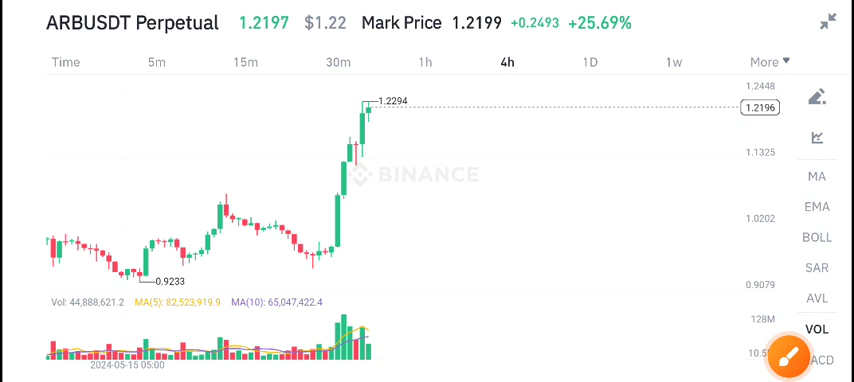 ARBUSDT Perpetual 1.2197 $1.22 Mark Price 1.2199 +0.2493 +25.69%
Time 5m 15m 30m 1h 4h 1D 1w More
1.2448
1.2294
1.2196
1.1325
BINANCE
MA
1.0202
EMA
BOLL
SAR
0.9233
0.9079
AVL
Vol: 44,888,621.2 MA(5): 82,523,919.9 MA(10): 65,047,422.4
128M
VOL
10.5
ACD
2024-05-15 05:00